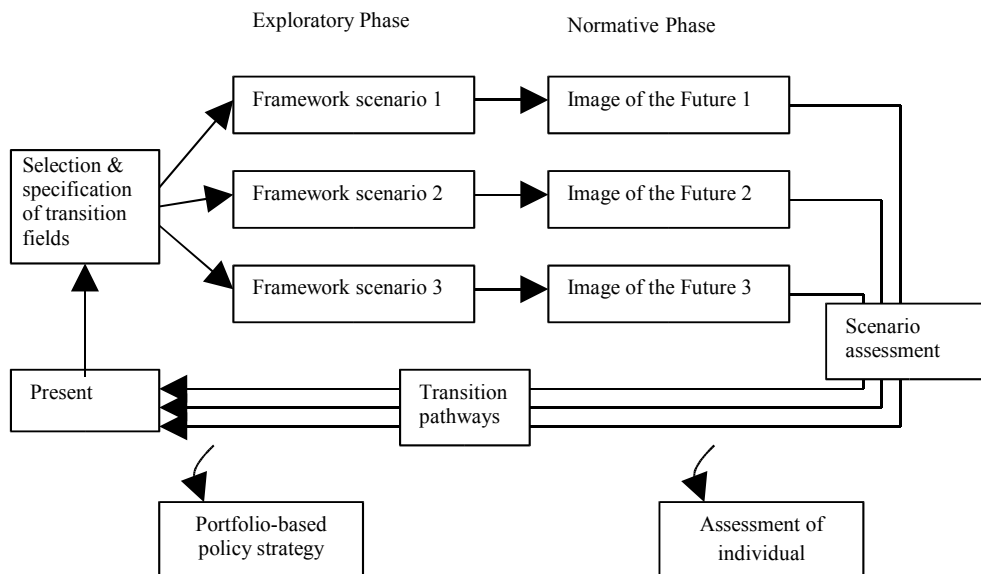 Exploratory Phase
Normative Phase
Framework scenario 1
Image of the Future 1
Selection &
specification
of transition
fields
Framework scenario 2
Image of the Future 2
Framework scenario 3
Image of the Future 3
Scenario
assessment
Present
Transition
pathways
Portfolio-based
policy strategy
Assessment of
individual